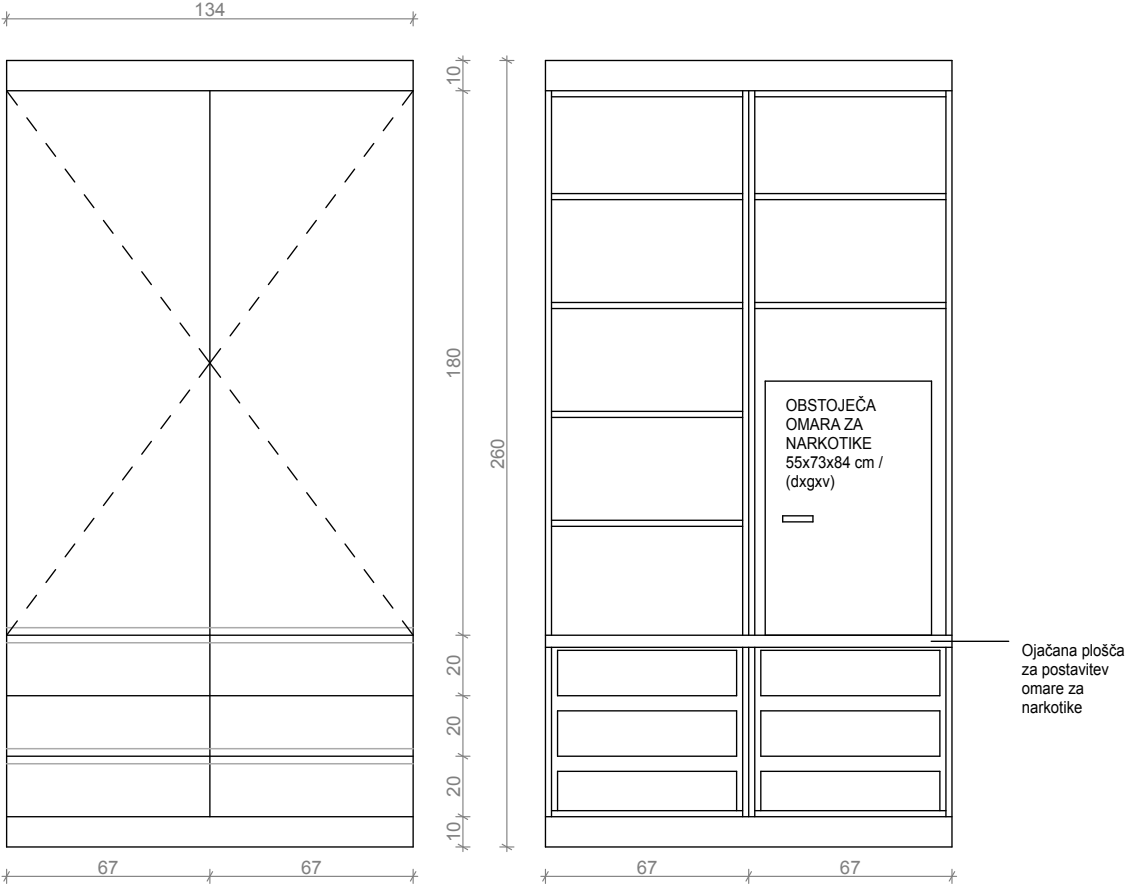 134
10
180
260
20
20
20
10
67
67
67
67
OBSTOJEČA
OMARA ZA
NARKOTIKE
55x73x84 cm /
(dxgxv)
Ojačana plošča
za postavitev
omare za
narkotike